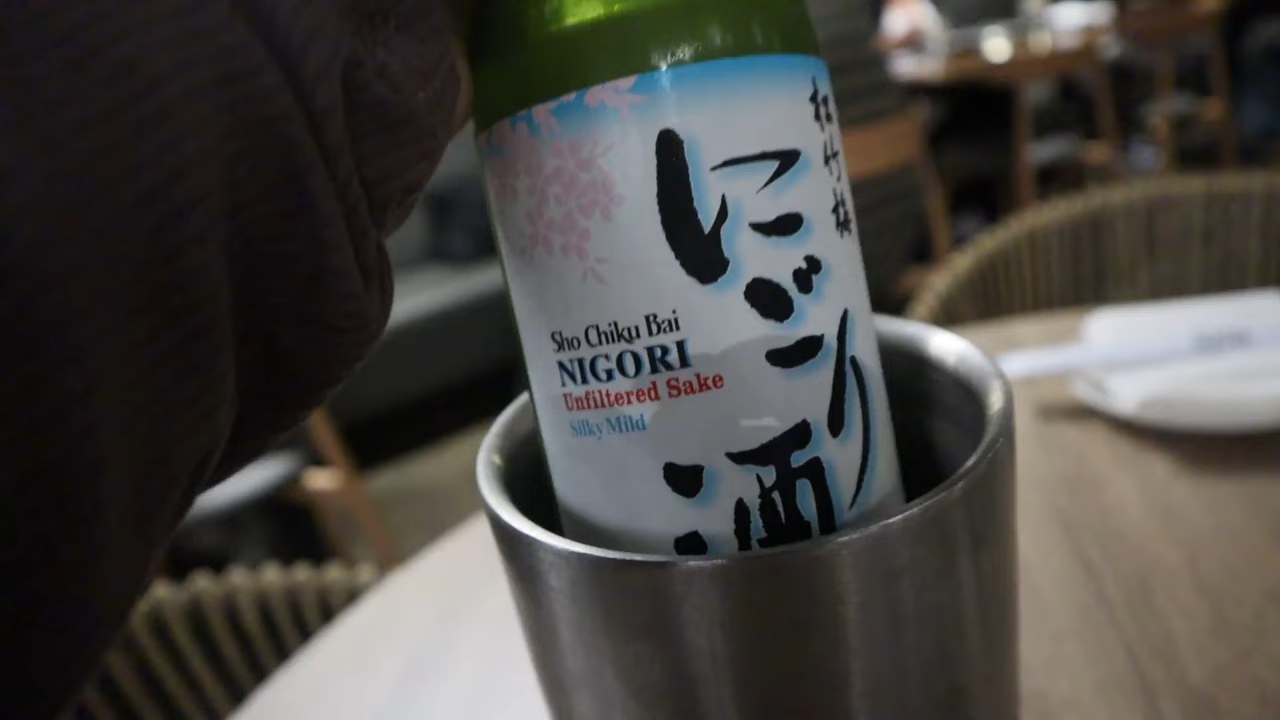 松竹梅
にごり
酒
Sho Chiku Bai
NIGORI
Unfiltered Sake
Silky Mild